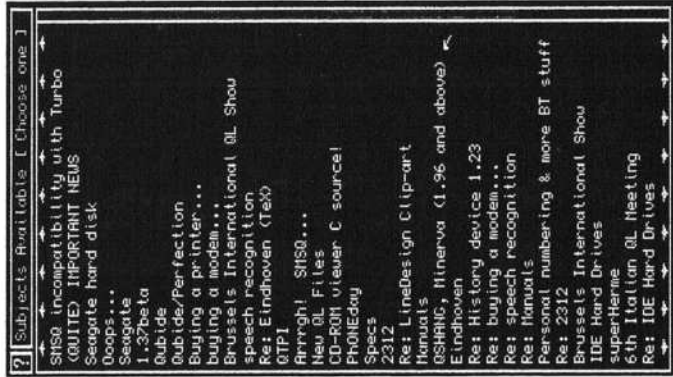 ? Subjects Available [ Choose one ]
SMSQ incompatibility with Turbo
(QUITE) IMPORTANT NEWS
Seagate hard disk
Ooops...
Seagate
1.37beta
Qubide
Qubide/Perfection
Buying a printer...
buying a modem...
Brussels International QL Show
speech recognition
Re: Eindhoven (TeX)
QTPI
Arrrgh! SMSQ...
New QL Files
CD-ROM viewer C source!
PhONEday
Specs
2312
Re: LineDesign Clip-art
Manuals
QSHANG, Minerva (1.96 and above)
Eindhoven
Re: History device 1.23
Re: buying a modem...
Re: speech recognition
Re: Manuals
Personal numbering & more BT stuff
Re: 2312
Brussels International Show
IDE Hard Drives
superHerme
6th Italian QL Meeting
Re: IDE Hard Drives